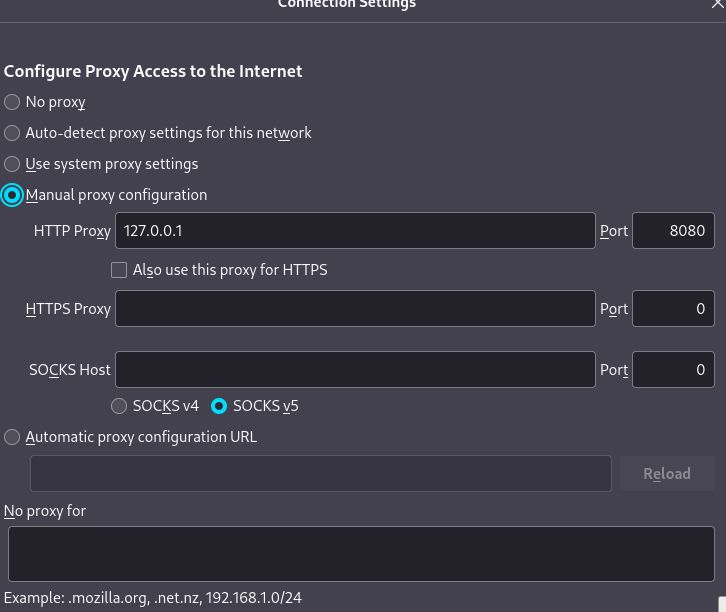 Connection Settings
Configure Proxy Access to the Internet
No proxy
Auto-detect proxy settings for this network
Use system proxy settings
Manual proxy configuration
HTTP Proxy 127.0.0.1 Port 8080
Also use this proxy for HTTPS
HTTPS Proxy Port 0
SOCKS Host Port 0
SOCKS v4 SOCKS v5
Automatic proxy configuration URL
Reload
No proxy for
Example: .mozilla.org, .net.nz, 192.168.1.0/24